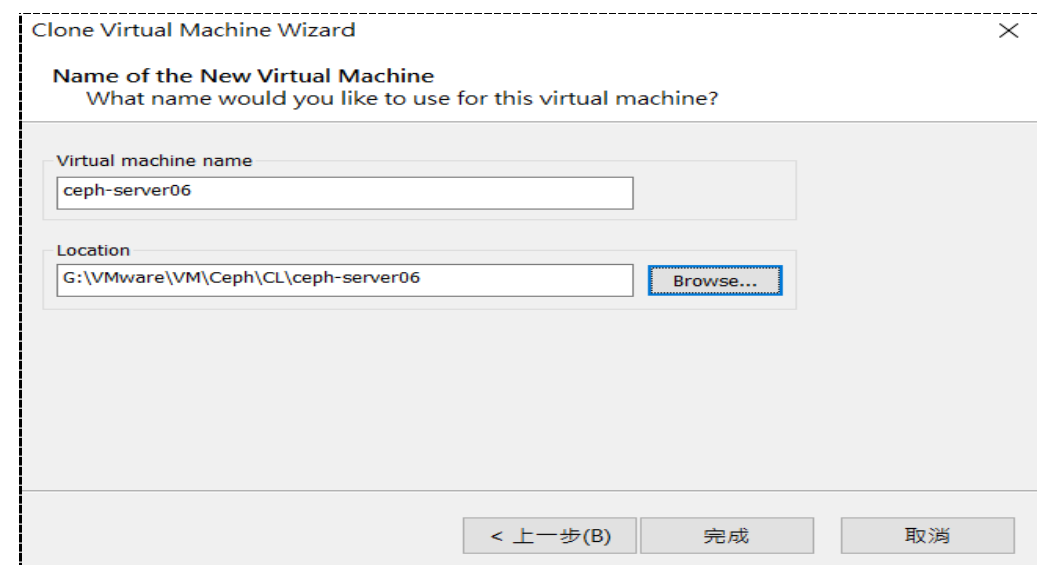 Clone Virtual Machine Wizard
Name of the New Virtual Machine
What name would you like to use for this virtual machine?
Virtual machine name
ceph-server06
Location
G:\VMware\VM\Ceph\CL\ceph-server06
Browse...
< 上一步(B)
完成
取消